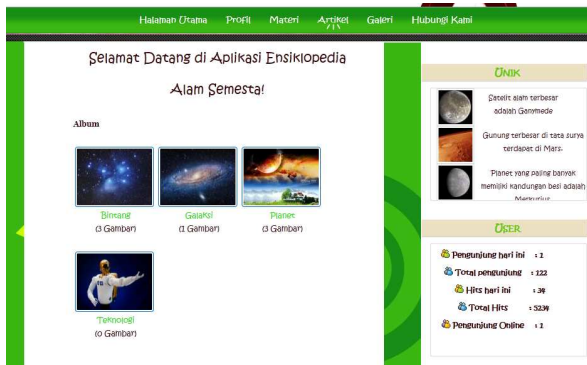 Halaman Utama Profil Materi Artikel Galeri Hubungi Kami
Selamat Datang di Aplikasi Ensiklopedia
Alam Semesta!
Album
Bintang Galaksi Planet
(3 Gambar) (1 Gambar) (3 Gambar)
Teknologi
(0 Gambar)
Unik
Satelit alam terbesar
adalah Ganymede
Gunung terbesar di tata surya
terdapat di Mars.
Planet yang paling banyak
memiliki kandungan besi adalah
Merkurius
User
Pengunjung hari ini : 1
Total pengunjung : 122
Hits hari ini : 34
Total Hits : 5234
Pengunjung Online : 1